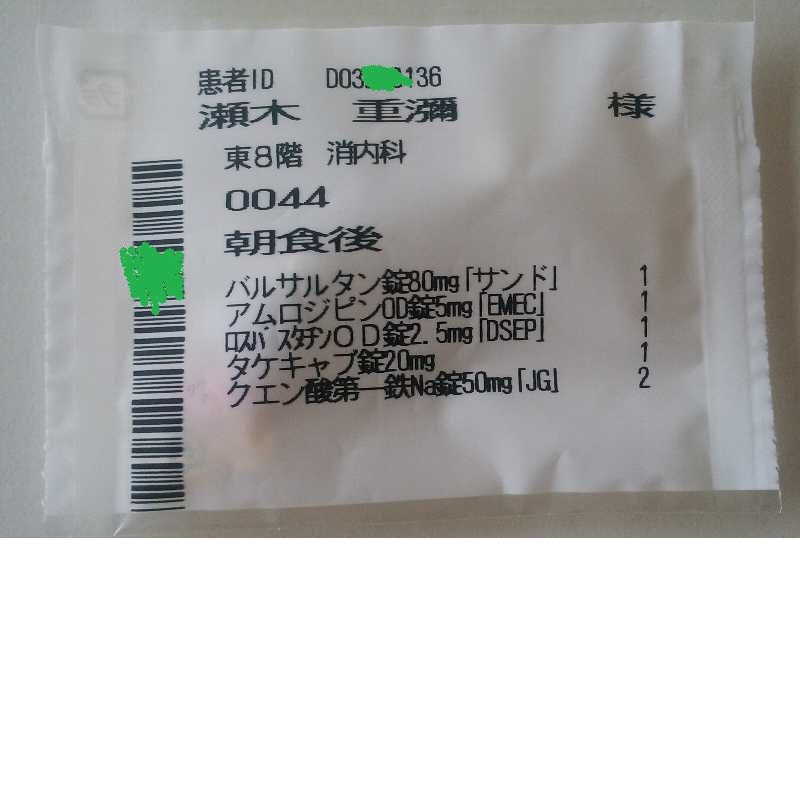 患者ID D03 136
瀬木 重彌 様
東8階 消内科
0044
朝食後
バルサルタン錠80mg「サンド」 1
アムロジピンOD錠5mg「EMEC」 1
ロスバスタチンOD錠2.5mg「DSEP」 1
タケキャブ錠20mg 1
クエン酸第一鉄Na錠50mg「JG」 2